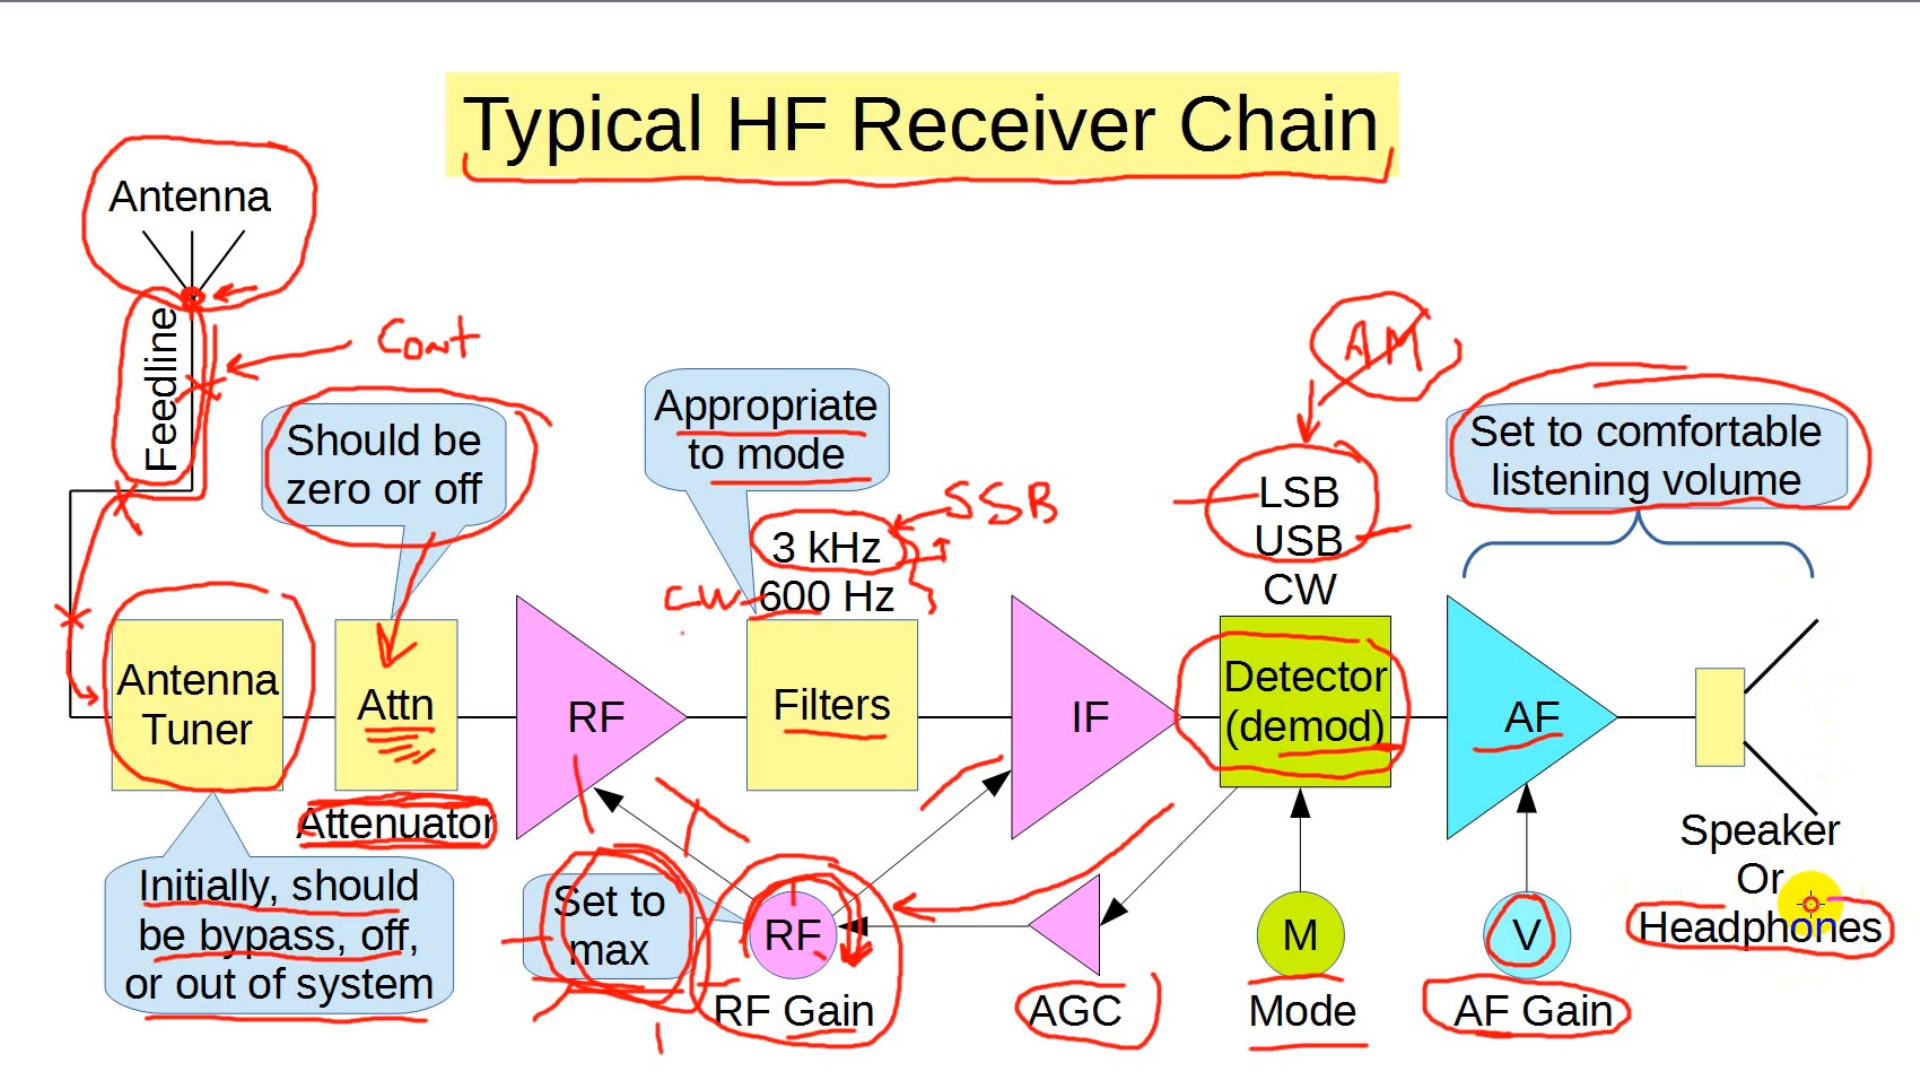 Typical HF Receiver Chain
Antenna
Feedline
Cont
Should be
zero or off
Appropriate
to mode
SSB
3 kHz
CW
600 Hz
AM
LSB
USB
CW
Set to comfortable
listening volume
Antenna
Tuner
Attn
Attenuator
RF
Filters
IF
Detector
(demod)
AF
Speaker
Or
Headphones
Initially, should
be bypass, off,
or out of system
Set to
max
RF
RF Gain
AGC
M
Mode
V
AF Gain